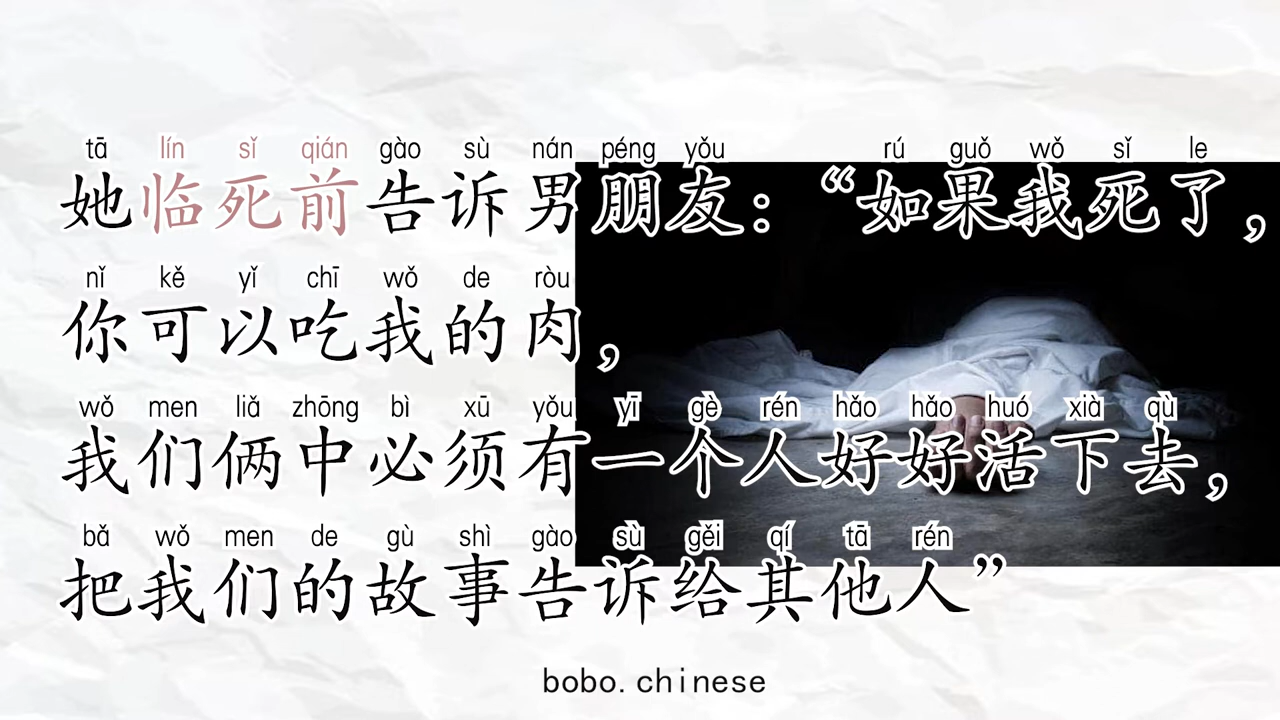 tā lín sǐ qián gào sù nán péng yǒu rú guǒ wǒ sǐ le
她临死前告诉男朋友：“如果我死了，
nǐ kě yǐ chī wǒ de ròu
你可以吃我的肉，
wǒ men liǎ zhōng bì xū yǒu yī gè rén hǎo hǎo huó xià qù
我们俩中必须有一个人好好活下去，
bǎ wǒ men de gù shì gào sù gěi qí tā rén
把我们的故事告诉给其他人”
bobo.chinese